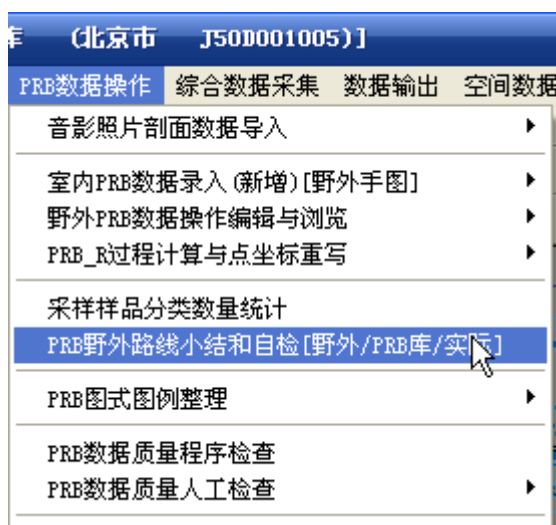 (北京市 J50D001005)]
PRB数据操作 综合数据采集 数据输出 空间数据
音影照片剖面数据导入
室内PRB数据录入(新增)[野外手图]
野外PRB数据操作编辑与浏览
PRB_R过程计算与点坐标重写
采样样品分类数量统计
PRB野外路线小结和自检[野外/PRB库/实际]
PRB图式图例整理
PRB数据质量程序检查
PRB数据质量人工检查